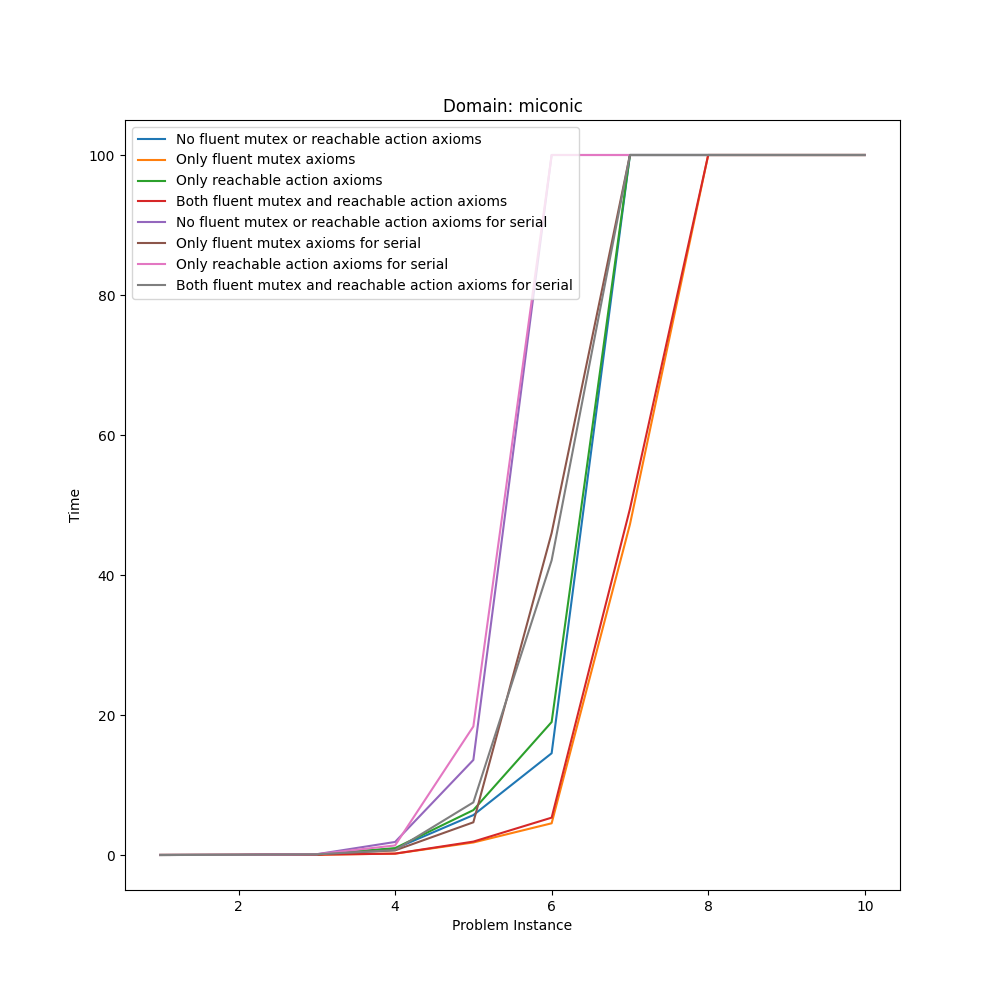 Domain: miconic
No fluent mutex or reachable action axioms
Only fluent mutex axioms
Only reachable action axioms
Both fluent mutex and reachable action axioms
No fluent mutex or reachable action axioms for serial
Only fluent mutex axioms for serial
Only reachable action axioms for serial
Both fluent mutex and reachable action axioms for serial
100
80
60
40
20
0
Time
2 4 6 8 10
Problem Instance